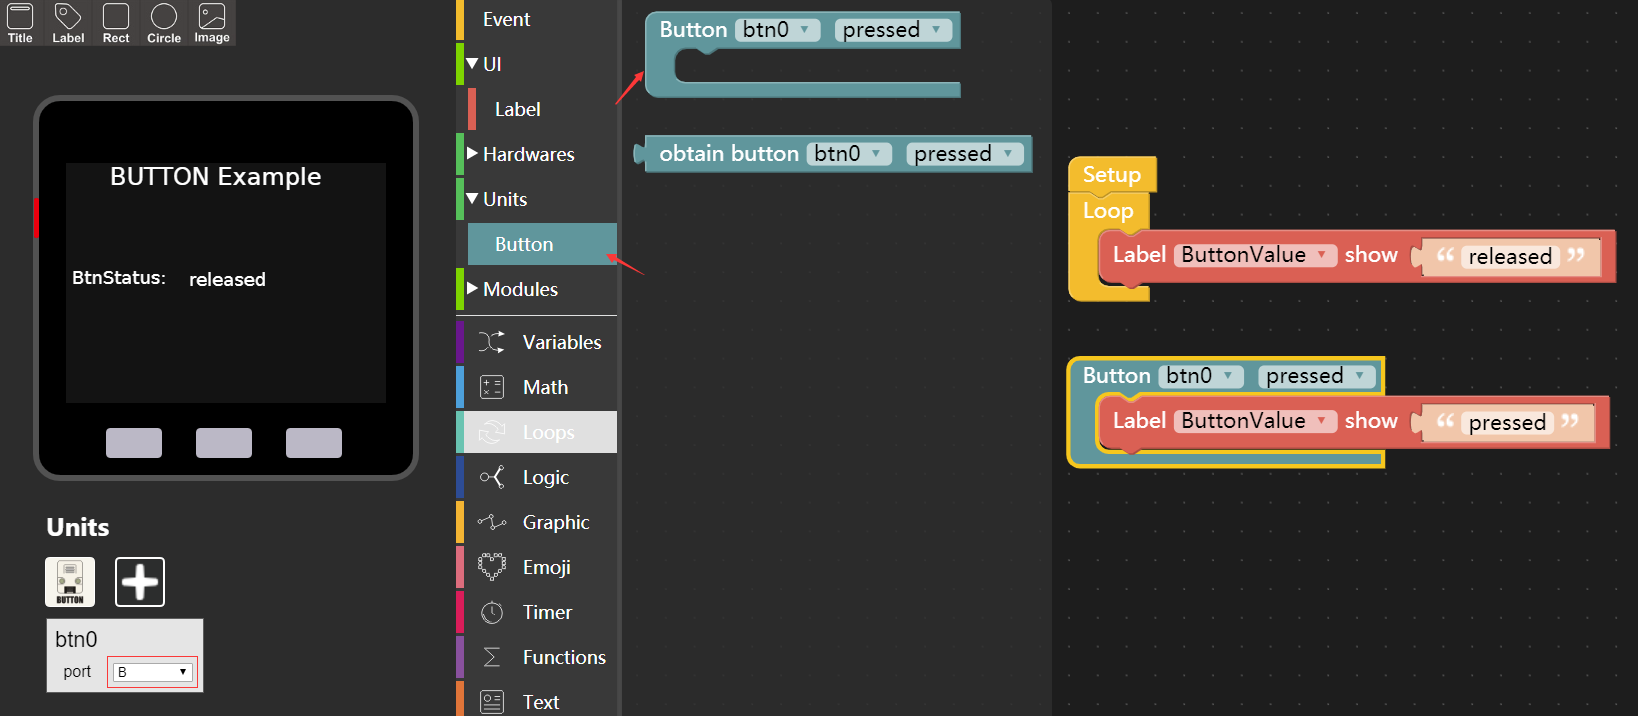 Title Label Rect Circle Image
BUTTON Example
BtnStatus: released
Units
BUTTON
btn0
port B
Event
UI
Label
Hardwares
Units
Button
Modules
Variables
Math
Loops
Logic
Graphic
Emoji
Timer
Functions
Text
Button btn0 pressed
obtain button btn0 pressed
Setup
Loop
Label ButtonValue show “ released ”
Button btn0 pressed
Label ButtonValue show “ pressed ”